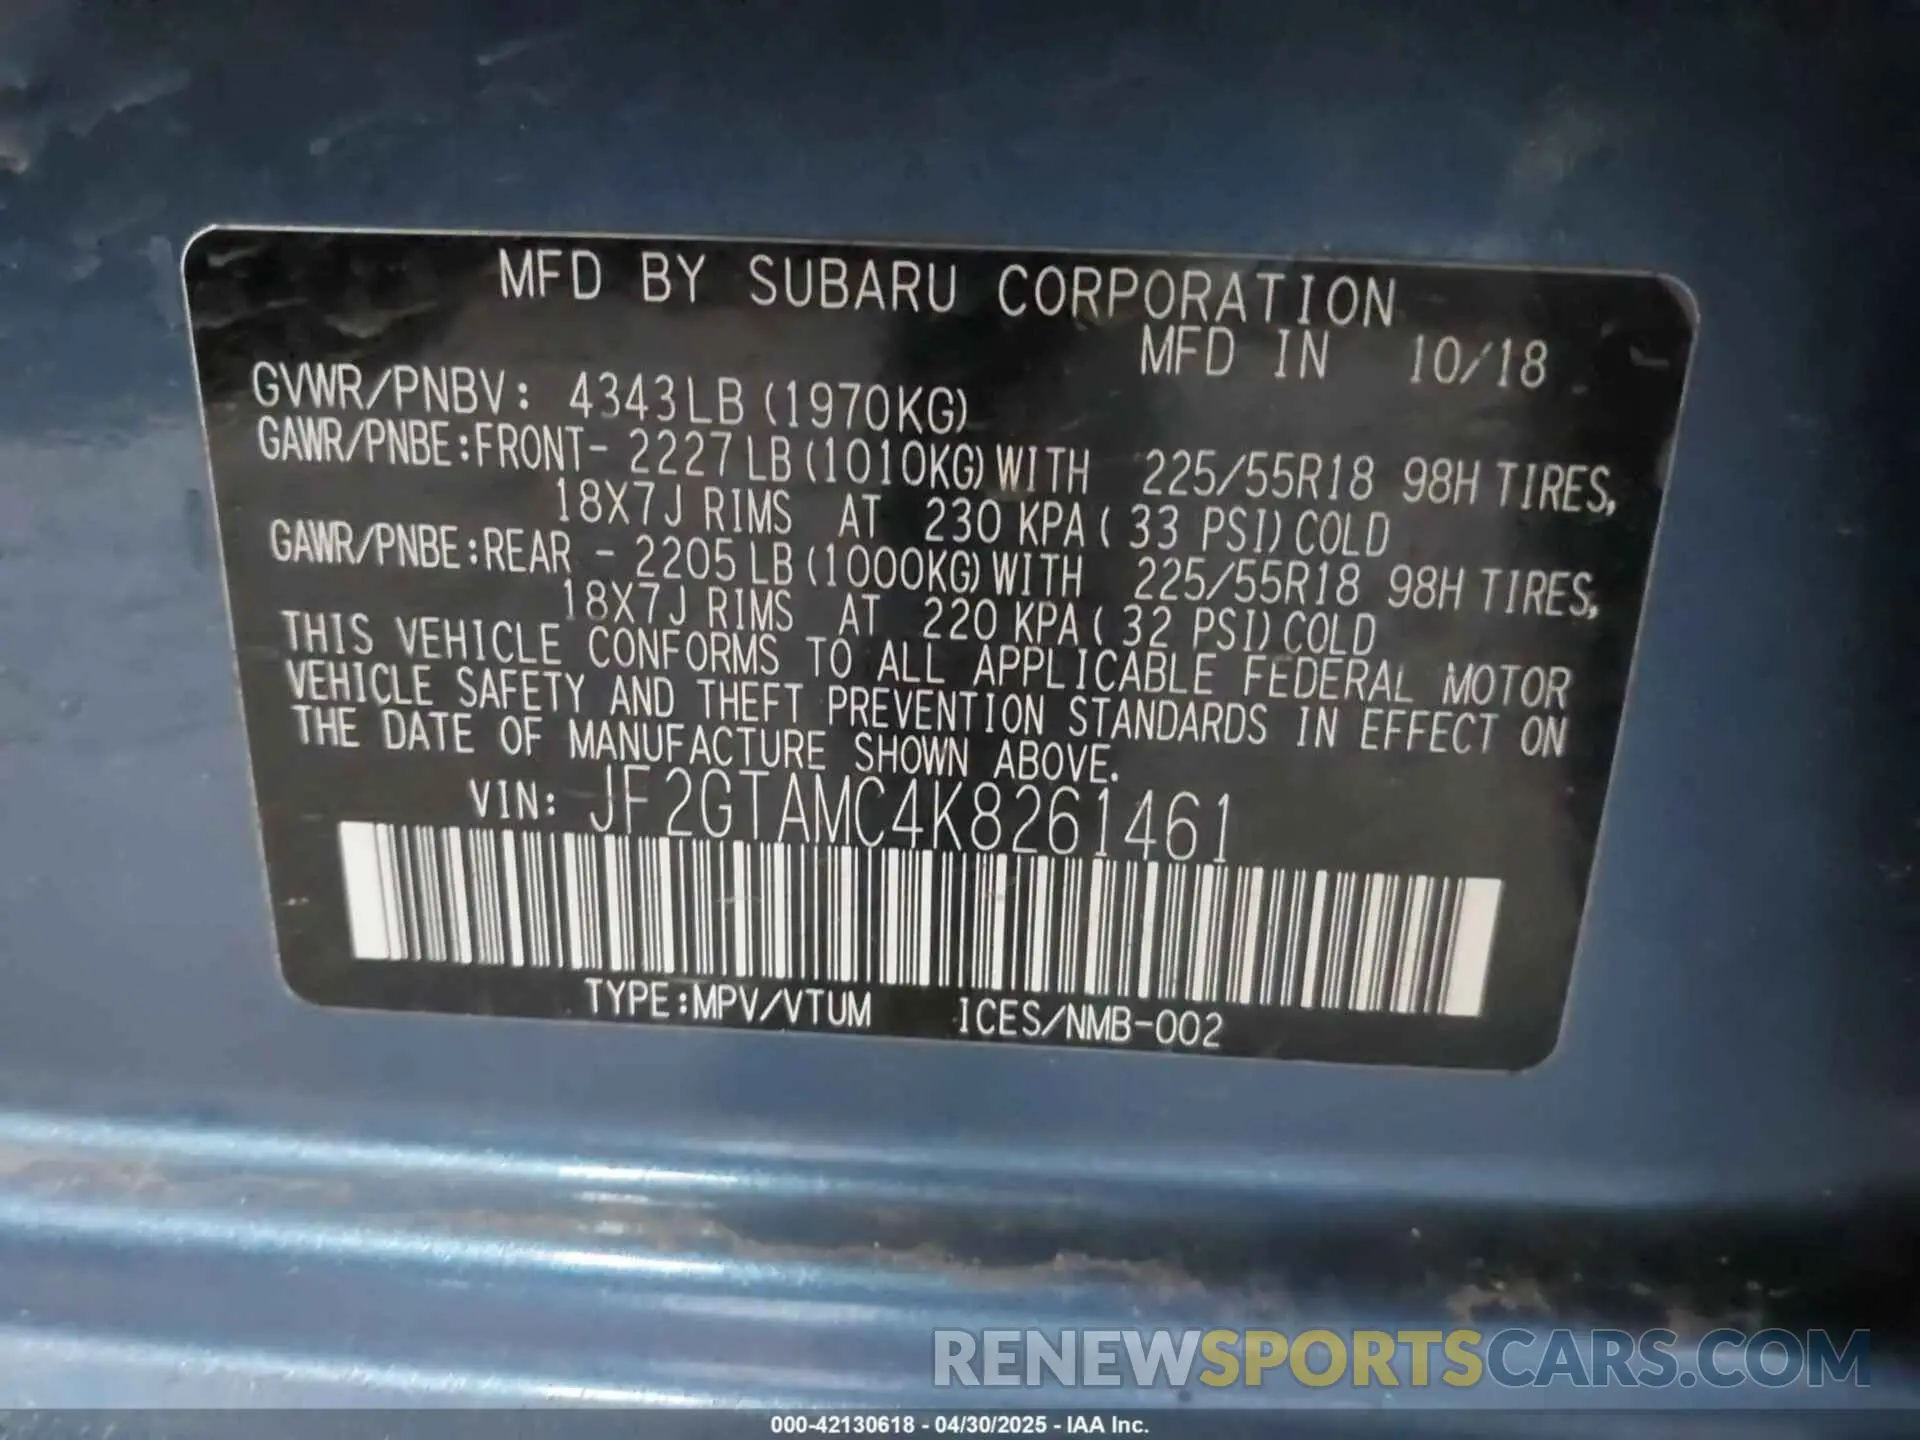 MFD BY SUBARU CORPORATION
MFD IN 10/18
GVWR/PNBV: 4343LB (1970KG)
GAWR/PNBE:FRONT- 2227 LB (1010KG) WITH 225/55R18 98H TIRES,
18X7J RIMS AT 230 KPA ( 33 PSI) COLD
GAWR/PNBE:REAR - 2205 LB (1000KG) WITH 225/55R18 98H TIRES,
18X7J RIMS AT 220 KPA ( 32 PSI) COLD
THIS VEHICLE CONFORMS TO ALL APPLICABLE FEDERAL MOTOR
VEHICLE SAFETY AND THEFT PREVENTION STANDARDS IN EFFECT ON
THE DATE OF MANUFACTURE SHOWN ABOVE.
VIN: JF2GTAMC4K8261461
TYPE:MPV/VTUM ICES/NMB-002
RENEWSPORTSCARS.COM
000-42130618 - 04/30/2025 - IAA Inc.